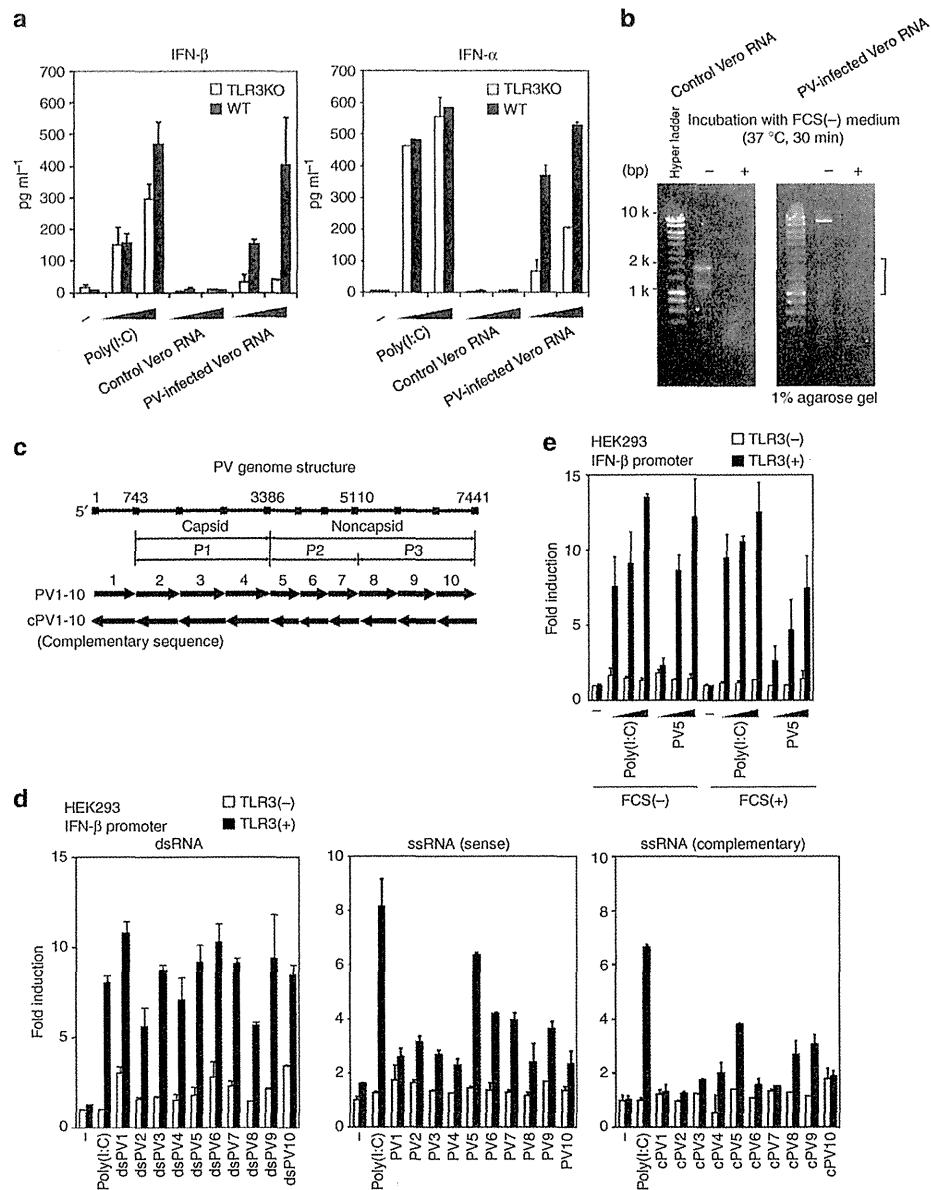 a
IFN-β
700
600
500
400
300
200
100
0
pg ml⁻¹
TLR3KO
WT
–
Poly(I:C)
Control Vero RNA
PV-infected Vero RNA
IFN-α
700
600
500
400
300
200
100
0
pg ml⁻¹
TLR3KO
WT
Poly(I:C)
Control Vero RNA
PV-infected Vero RNA
b
Control Vero RNA
PV-infected Vero RNA
Incubation with FCS(–) medium
(37 °C, 30 min)
Hyper ladder
(bp)
– +
– +
10 k
2 k
1 k
1% agarose gel
c
PV genome structure
1 743 3386 5110 7441
5′
Capsid Noncapsid
P1 P2 P3
1 2 3 4 5 6 7 8 9 10
PV1-10
cPV1-10
(Complementary sequence)
e
HEK293
IFN-β promoter
TLR3(–)
TLR3(+)
15
10
5
0
Fold induction
–
Poly(I:C)
PV5
–
Poly(I:C)
PV5
FCS(–) FCS(+)
d
HEK293
IFN-β promoter
TLR3(–)
TLR3(+)
dsRNA
15
10
5
0
Fold induction
–
Poly(I:C)
dsPV1
dsPV2
dsPV3
dsPV4
dsPV5
dsPV6
dsPV7
dsPV8
dsPV9
dsPV10
ssRNA (sense)
10
8
6
4
2
0
–
Poly(I:C)
PV1
PV2
PV3
PV4
PV5
PV6
PV7
PV8
PV9
PV10
ssRNA (complementary)
10
8
6
4
2
0
–
Poly(I:C)
cPV1
cPV2
cPV3
cPV4
cPV5
cPV6
cPV7
cPV8
cPV9
cPV10